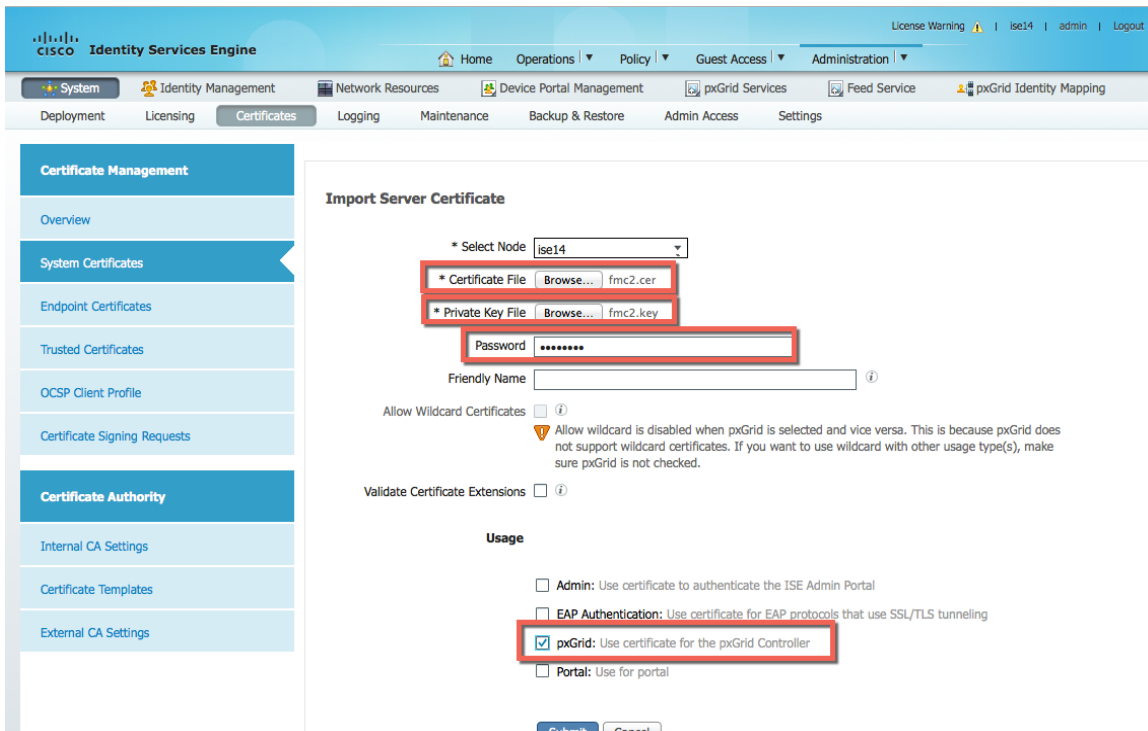 License Warning | ise14 | admin | Logout
CISCO Identity Services Engine
Home Operations | Policy | Guest Access | Administration |
System Identity Management Network Resources Device Portal Management pxGrid Services Feed Service pxGrid Identity Mapping
Deployment Licensing Certificates Logging Maintenance Backup & Restore Admin Access Settings
Certificate Management
Overview
System Certificates
Endpoint Certificates
Trusted Certificates
OCSP Client Profile
Certificate Signing Requests
Certificate Authority
Internal CA Settings
Certificate Templates
External CA Settings
Import Server Certificate
* Select Node ise14
* Certificate File Browse... fmc2.cer
* Private Key File Browse... fmc2.key
Password ••••••••
Friendly Name
Allow Wildcard Certificates
Allow wildcard is disabled when pxGrid is selected and vice versa. This is because pxGrid does
not support wildcard certificates. If you want to use wildcard with other usage type(s), make
sure pxGrid is not checked.
Validate Certificate Extensions
Usage
Admin: Use certificate to authenticate the ISE Admin Portal
EAP Authentication: Use certificate for EAP protocols that use SSL/TLS tunneling
pxGrid: Use certificate for the pxGrid Controller
Portal: Use for portal
Submit Cancel